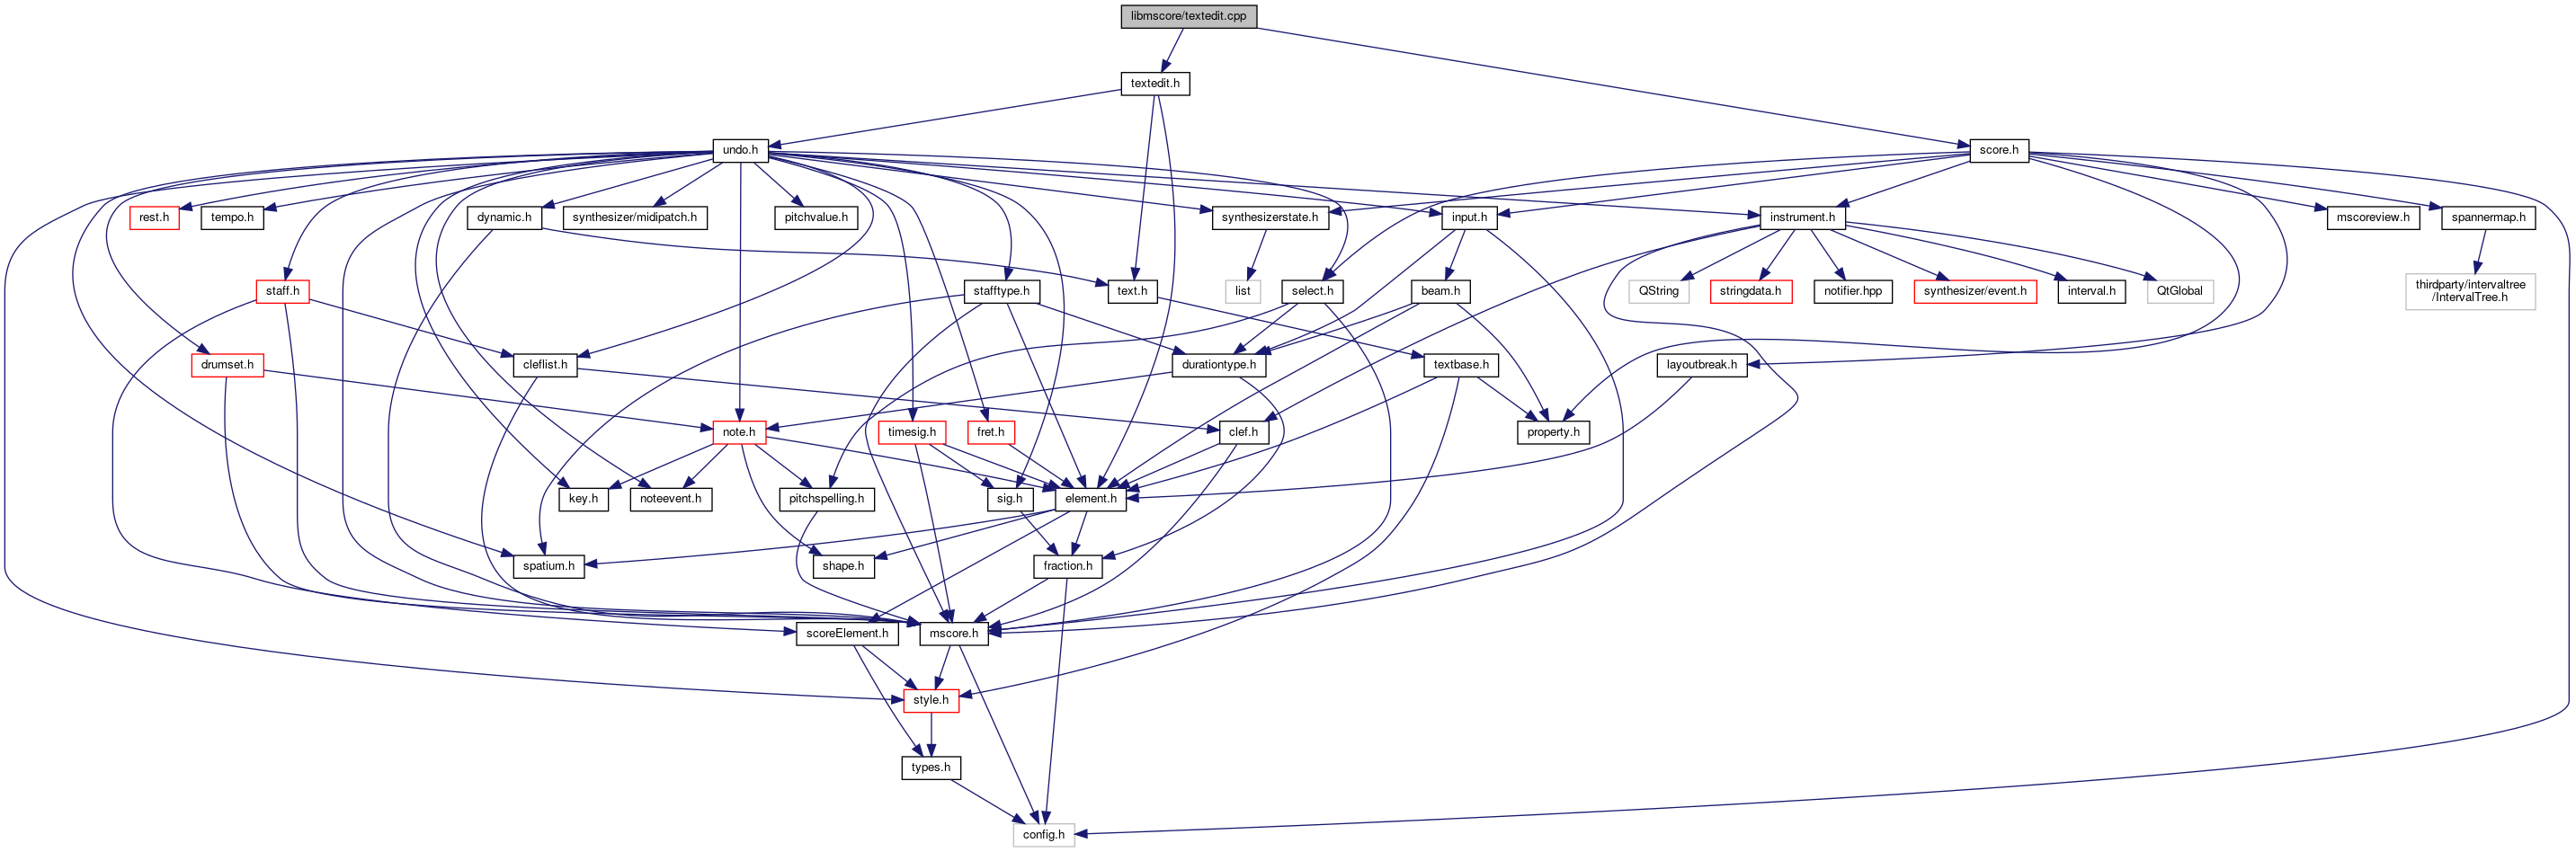 libmscore/textedit.cpp
textedit.h
undo.h
score.h
rest.h
tempo.h
dynamic.h
synthesizer/midipatch.h
pitchvalue.h
synthesizerstate.h
input.h
instrument.h
mscoreview.h
spannermap.h
staff.h
stafftype.h
text.h
list
select.h
beam.h
QString
stringdata.h
notifier.hpp
synthesizer/event.h
interval.h
QtGlobal
thirdparty/intervaltree
/IntervalTree.h
drumset.h
cleflist.h
durationtype.h
textbase.h
layoutbreak.h
note.h
timesig.h
fret.h
clef.h
property.h
key.h
noteevent.h
pitchspelling.h
sig.h
element.h
spatium.h
shape.h
fraction.h
scoreElement.h
mscore.h
style.h
types.h
config.h